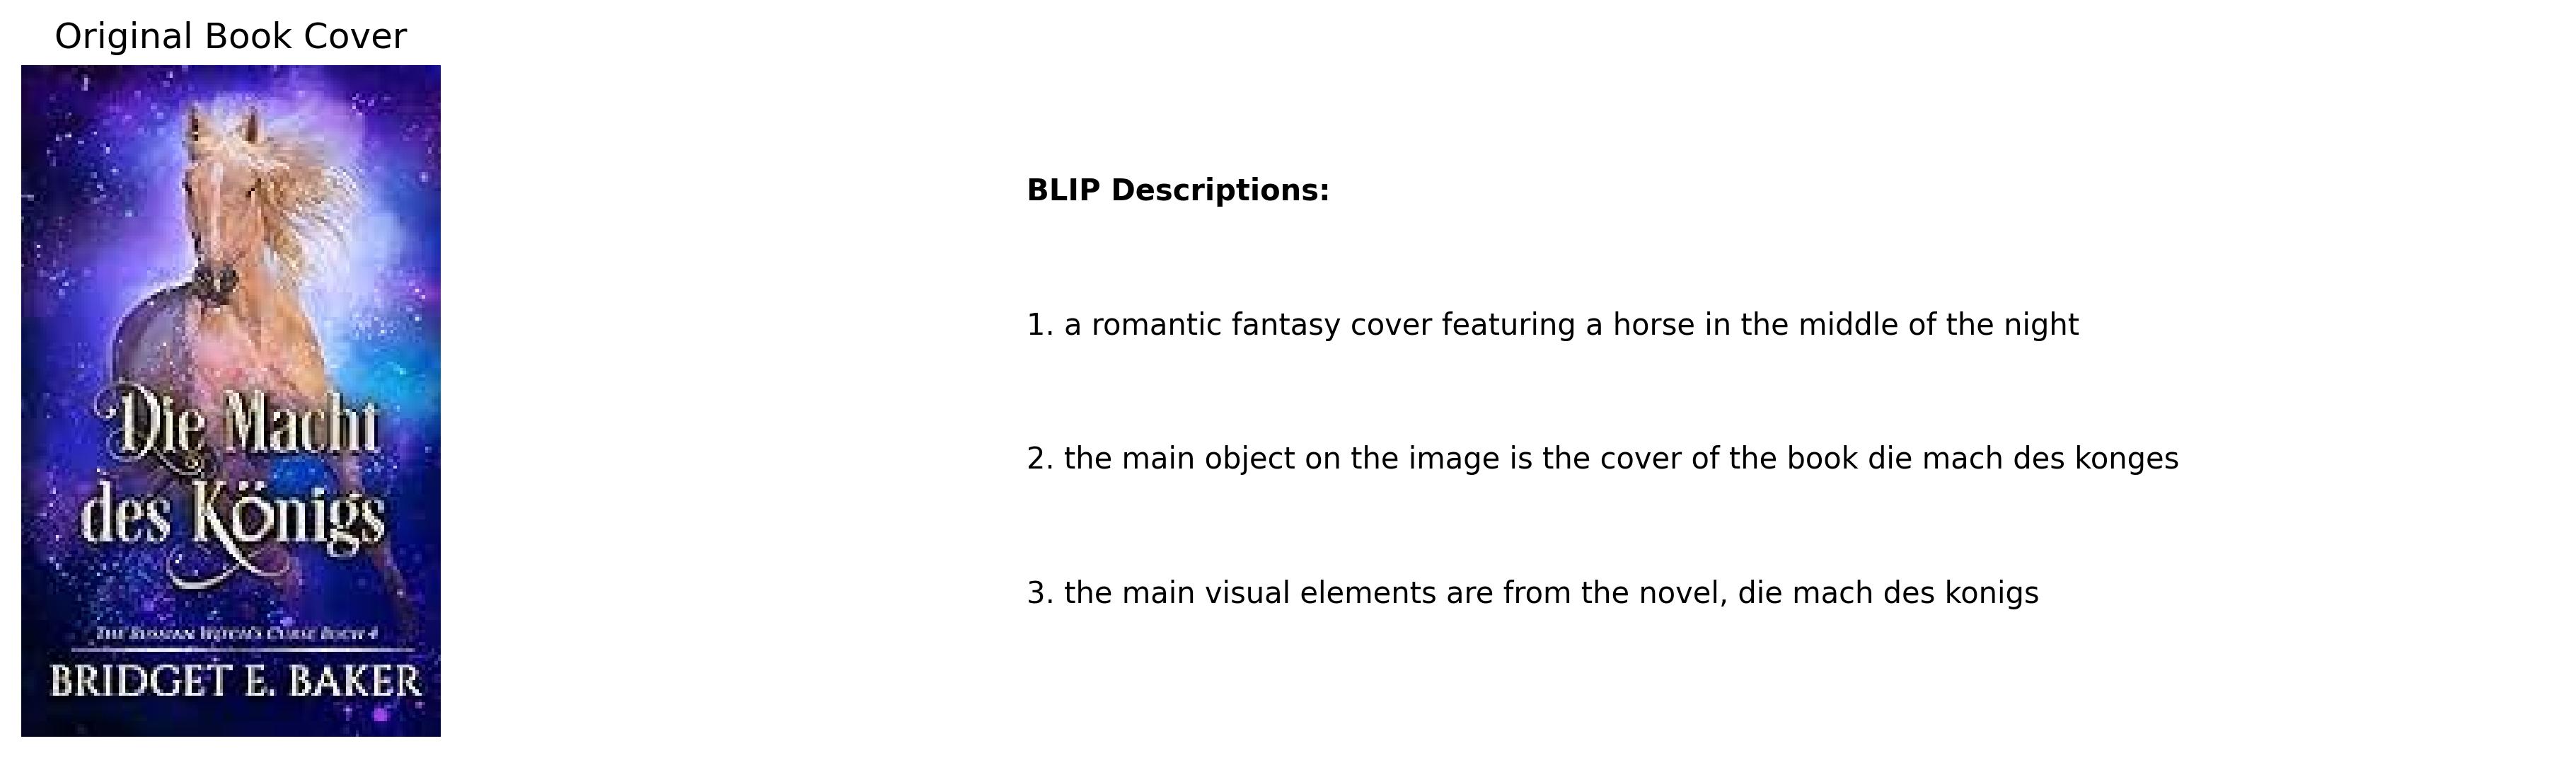 Original Book Cover
Die Macht
des Königs
The Russian Witch's Curse Book 4
BRIDGET E. BAKER
BLIP Descriptions:
1. a romantic fantasy cover featuring a horse in the middle of the night
2. the main object on the image is the cover of the book die mach des konges
3. the main visual elements are from the novel, die mach des konigs